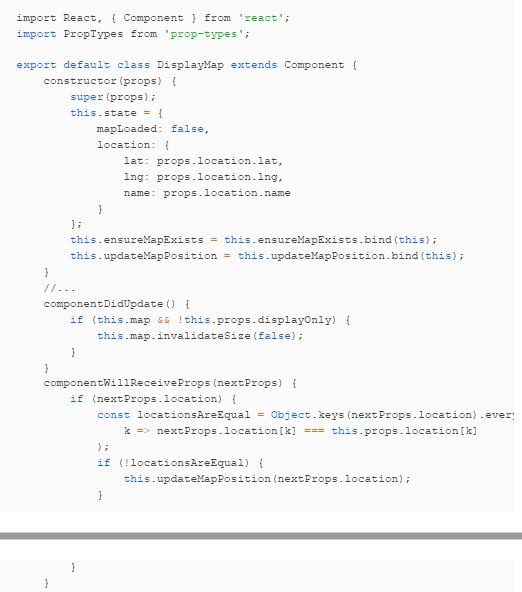 import React, { Component } from 'react';
import PropTypes from 'prop-types';
export default class DisplayMap extends Component {
    constructor(props) {
        super(props);
        this.state = {
            mapLoaded: false,
            location: {
                lat: props.location.lat,
                lng: props.location.lng,
                name: props.location.name
            }
        };
        this.ensureMapExists = this.ensureMapExists.bind(this);
        this.updateMapPosition = this.updateMapPosition.bind(this);
    }
    //...
    componentDidUpdate() {
        if (this.map && !this.props.displayOnly) {
            this.map.invalidateSize(false);
        }
    }
    componentWillReceiveProps(nextProps) {
        if (nextProps.location) {
            const locationsAreEqual = Object.keys(nextProps.location).every
                k => nextProps.location[k] === this.props.location[k]
            );
            if (!locationsAreEqual) {
                this.updateMapPosition(nextProps.location);
            }
        }
    }